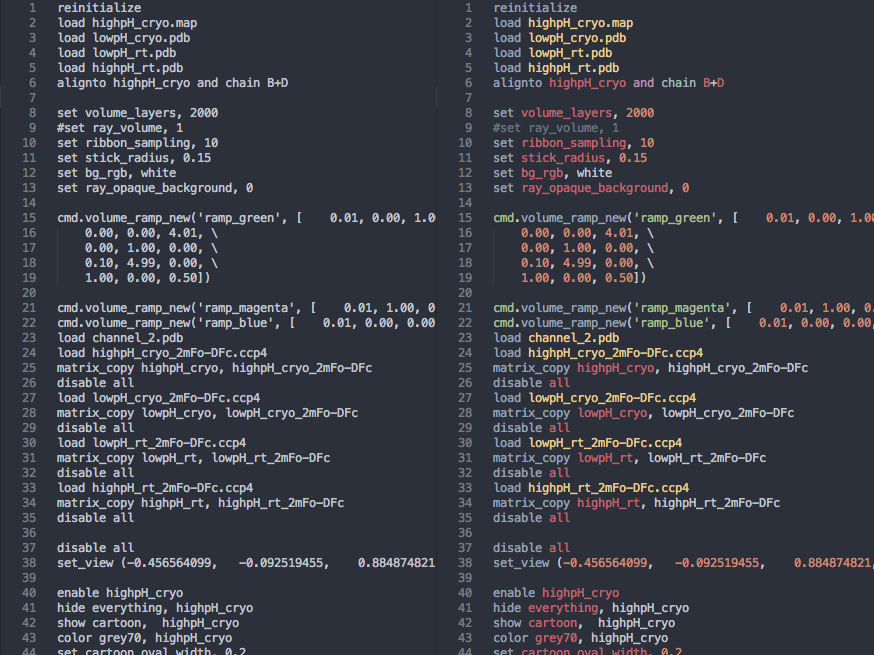 1 reinitialize
2 load highpH_cryo.map
3 load lowpH_cryo.pdb
4 load lowpH_rt.pdb
5 load highpH_rt.pdb
6 alignto highpH_cryo and chain B+D
7
8 set volume_layers, 2000
9 #set ray_volume, 1
10 set ribbon_sampling, 10
11 set stick_radius, 0.15
12 set bg_rgb, white
13 set ray_opaque_background, 0
14
15 cmd.volume_ramp_new('ramp_green', [    0.01, 0.00, 1.0
16     0.00, 0.00, 4.01, \
17     0.00, 1.00, 0.00, \
18     0.10, 4.99, 0.00, \
19     1.00, 0.00, 0.50])
20
21 cmd.volume_ramp_new('ramp_magenta', [    0.01, 1.00, 0
22 cmd.volume_ramp_new('ramp_blue', [    0.01, 0.00, 0.00
23 load channel_2.pdb
24 load highpH_cryo_2mFo-DFc.ccp4
25 matrix_copy highpH_cryo, highpH_cryo_2mFo-DFc
26 disable all
27 load lowpH_cryo_2mFo-DFc.ccp4
28 matrix_copy lowpH_cryo, lowpH_cryo_2mFo-DFc
29 disable all
30 load lowpH_rt_2mFo-DFc.ccp4
31 matrix_copy lowpH_rt, lowpH_rt_2mFo-DFc
32 disable all
33 load highpH_rt_2mFo-DFc.ccp4
34 matrix_copy highpH_rt, highpH_rt_2mFo-DFc
35 disable all
36
37 disable all
38 set_view (-0.456564099,   -0.092519455,    0.884874821
39
40 enable highpH_cryo
41 hide everything, highpH_cryo
42 show cartoon,  highpH_cryo
43 color grey70, highpH_cryo
44 set cartoon_oval_width, 0.2
1 reinitialize
2 load highpH_cryo.map
3 load lowpH_cryo.pdb
4 load lowpH_rt.pdb
5 load highpH_rt.pdb
6 alignto highpH_cryo and chain B+D
7
8 set volume_layers, 2000
9 #set ray_volume, 1
10 set ribbon_sampling, 10
11 set stick_radius, 0.15
12 set bg_rgb, white
13 set ray_opaque_background, 0
14
15 cmd.volume_ramp_new('ramp_green', [    0.01, 0.00, 1.00
16     0.00, 0.00, 4.01, \
17     0.00, 1.00, 0.00, \
18     0.10, 4.99, 0.00, \
19     1.00, 0.00, 0.50])
20
21 cmd.volume_ramp_new('ramp_magenta', [    0.01, 1.00, 0.
22 cmd.volume_ramp_new('ramp_blue', [    0.01, 0.00, 0.00,
23 load channel_2.pdb
24 load highpH_cryo_2mFo-DFc.ccp4
25 matrix_copy highpH_cryo, highpH_cryo_2mFo-DFc
26 disable all
27 load lowpH_cryo_2mFo-DFc.ccp4
28 matrix_copy lowpH_cryo, lowpH_cryo_2mFo-DFc
29 disable all
30 load lowpH_rt_2mFo-DFc.ccp4
31 matrix_copy lowpH_rt, lowpH_rt_2mFo-DFc
32 disable all
33 load highpH_rt_2mFo-DFc.ccp4
34 matrix_copy highpH_rt, highpH_rt_2mFo-DFc
35 disable all
36
37 disable all
38 set_view (-0.456564099,   -0.092519455,    0.884874821,
39
40 enable highpH_cryo
41 hide everything, highpH_cryo
42 show cartoon,  highpH_cryo
43 color grey70, highpH_cryo
44 set cartoon_oval_width, 0.2